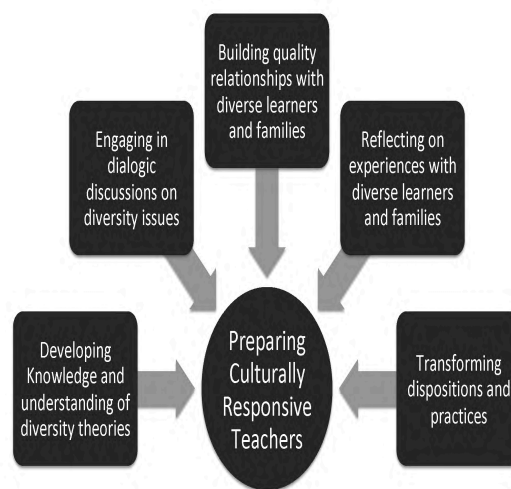 Building quality
relationships with
diverse learners
and families
Engaging in
dialogic
discussions on
diversity issues
Reflecting on
experiences with
diverse learners
and families
Developing
Knowledge and
understanding of
diversity theories
Preparing
Culturally
Responsive
Teachers
Transforming
dispositions and
practices